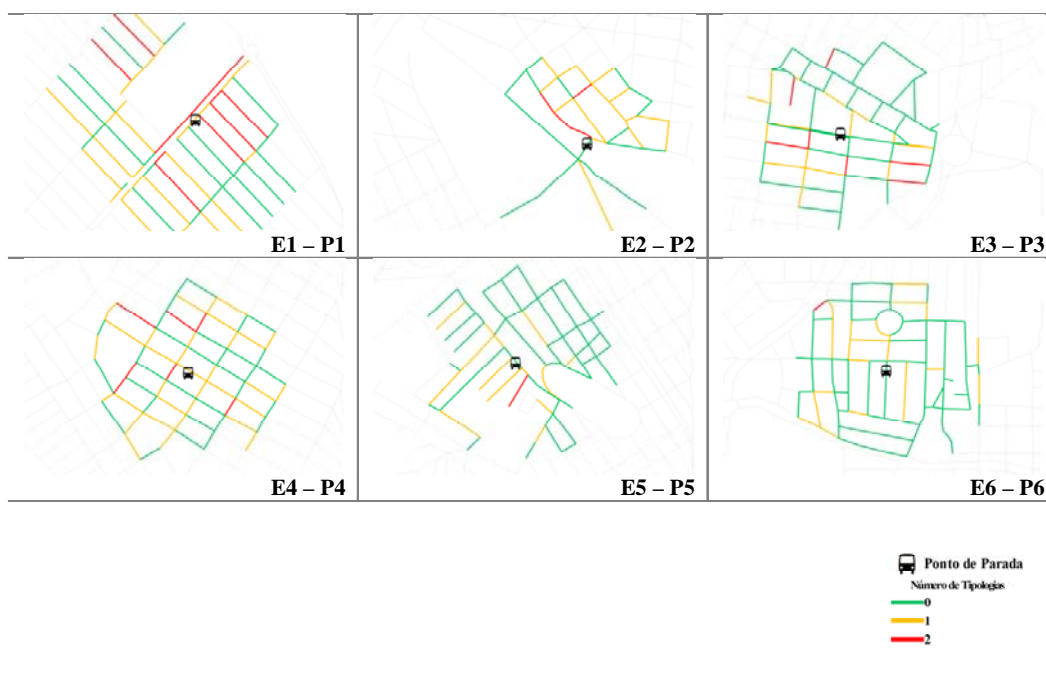 E1 – P1
E2 – P2
E3 – P3
E4 – P4
E5 – P5
E6 – P6
Ponto de Parada
Número de Tipologias
0
1
2